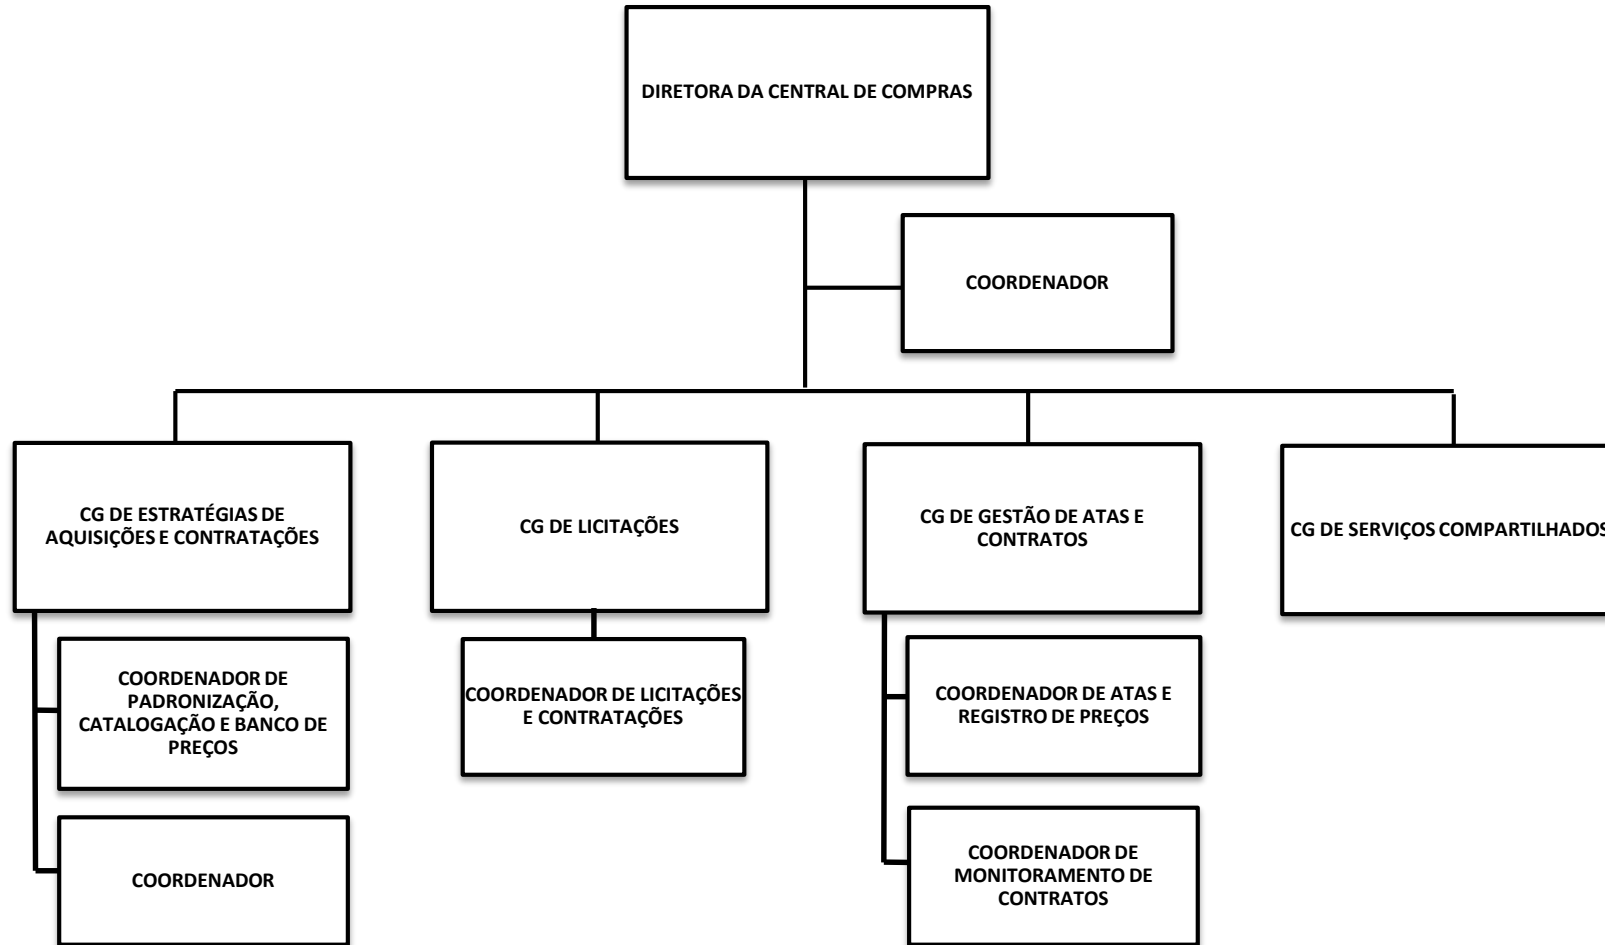 DIRETORA DA CENTRAL DE COMPRAS
COORDENADOR
CG DE ESTRATÉGIAS DE
AQUISIÇÕES E CONTRATAÇÕES
CG DE LICITAÇÕES
CG DE GESTÃO DE ATAS E
CONTRATOS
CG DE SERVIÇOS COMPARTILHADOS
COORDENADOR DE
PADRONIZAÇÃO,
CATALOGAÇÃO E BANCO DE
PREÇOS
COORDENADOR DE LICITAÇÕES
E CONTRATAÇÕES
COORDENADOR DE ATAS E
REGISTRO DE PREÇOS
COORDENADOR
COORDENADOR DE
MONITORAMENTO DE
CONTRATOS